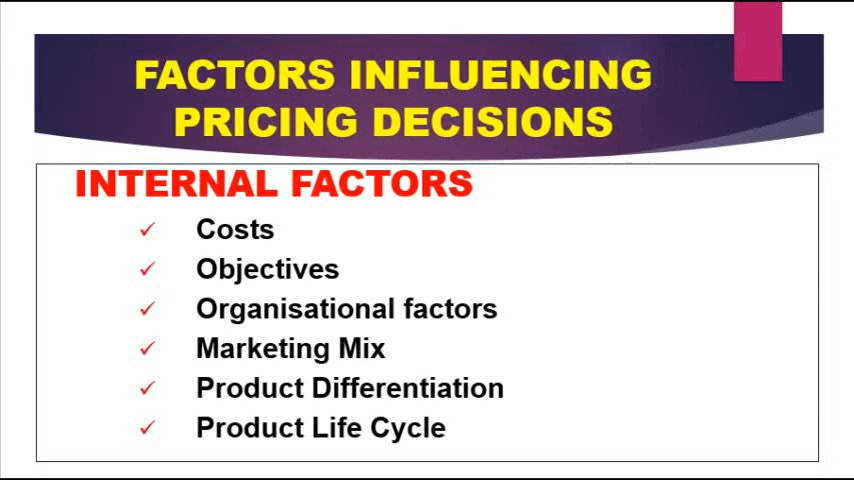 FACTORS INFLUENCING
PRICING DECISIONS
INTERNAL FACTORS
✓ Costs
✓ Objectives
✓ Organisational factors
✓ Marketing Mix
✓ Product Differentiation
✓ Product Life Cycle